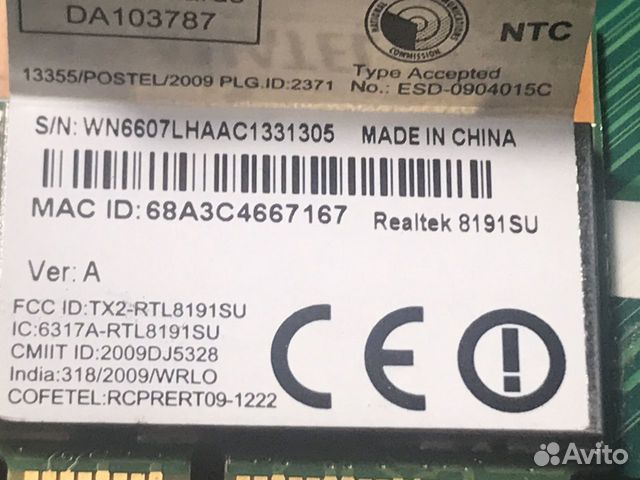 DA103787
COMMISSION
NTC
13355/POSTEL/2009 PLG.ID:2371
Type Accepted
No.: ESD-0904015C
S/N: WN6607LHAAC1331305 MADE IN CHINA
MAC ID: 68A3C4667167 Realtek 8191SU
Ver: A
FCC ID:TX2-RTL8191SU
IC:6317A-RTL8191SU
CMIIT ID:2009DJ5328
India:318/2009/WRLO
COFETEL:RCPRERT09-1222
CE
Avito